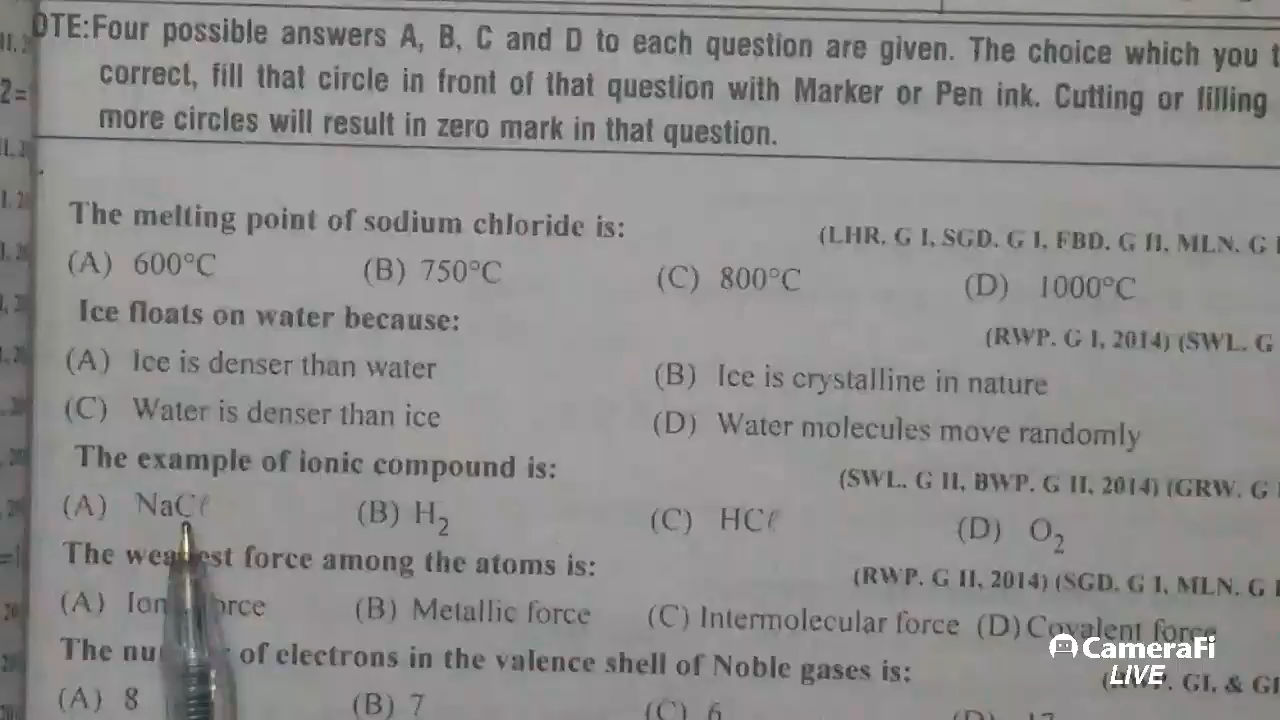 OTE:Four possible answers A, B, C and D to each question are given. The choice which you
correct, fill that circle in front of that question with Marker or Pen ink. Cutting or filling
more circles will result in zero mark in that question.
The melting point of sodium chloride is: (LHR. G I, SGD. G I, FBD. G II, MLN. G
(A) 600°C (B) 750°C (C) 800°C (D) 1000°C
Ice floats on water because: (RWP. G I, 2014) (SWL. G
(A) Ice is denser than water (B) Ice is crystalline in nature
(C) Water is denser than ice (D) Water molecules move randomly
The example of ionic compound is: (SWL. G II, BWP. G II, 2014) (GRW. G
(A) NaCℓ (B) H₂ (C) HCℓ (D) O₂
The force among the atoms is: (RWP. G II, 2014) (SGD. G I, MLN. G
(A) (B) Metallic force (C) Intermolecular force (D) Covalent force
The of electrons in the valence shell of Noble gases is: GI, & GI
(A) 8 (B) 7 (C) 6 (D)
CameraFi
LIVE